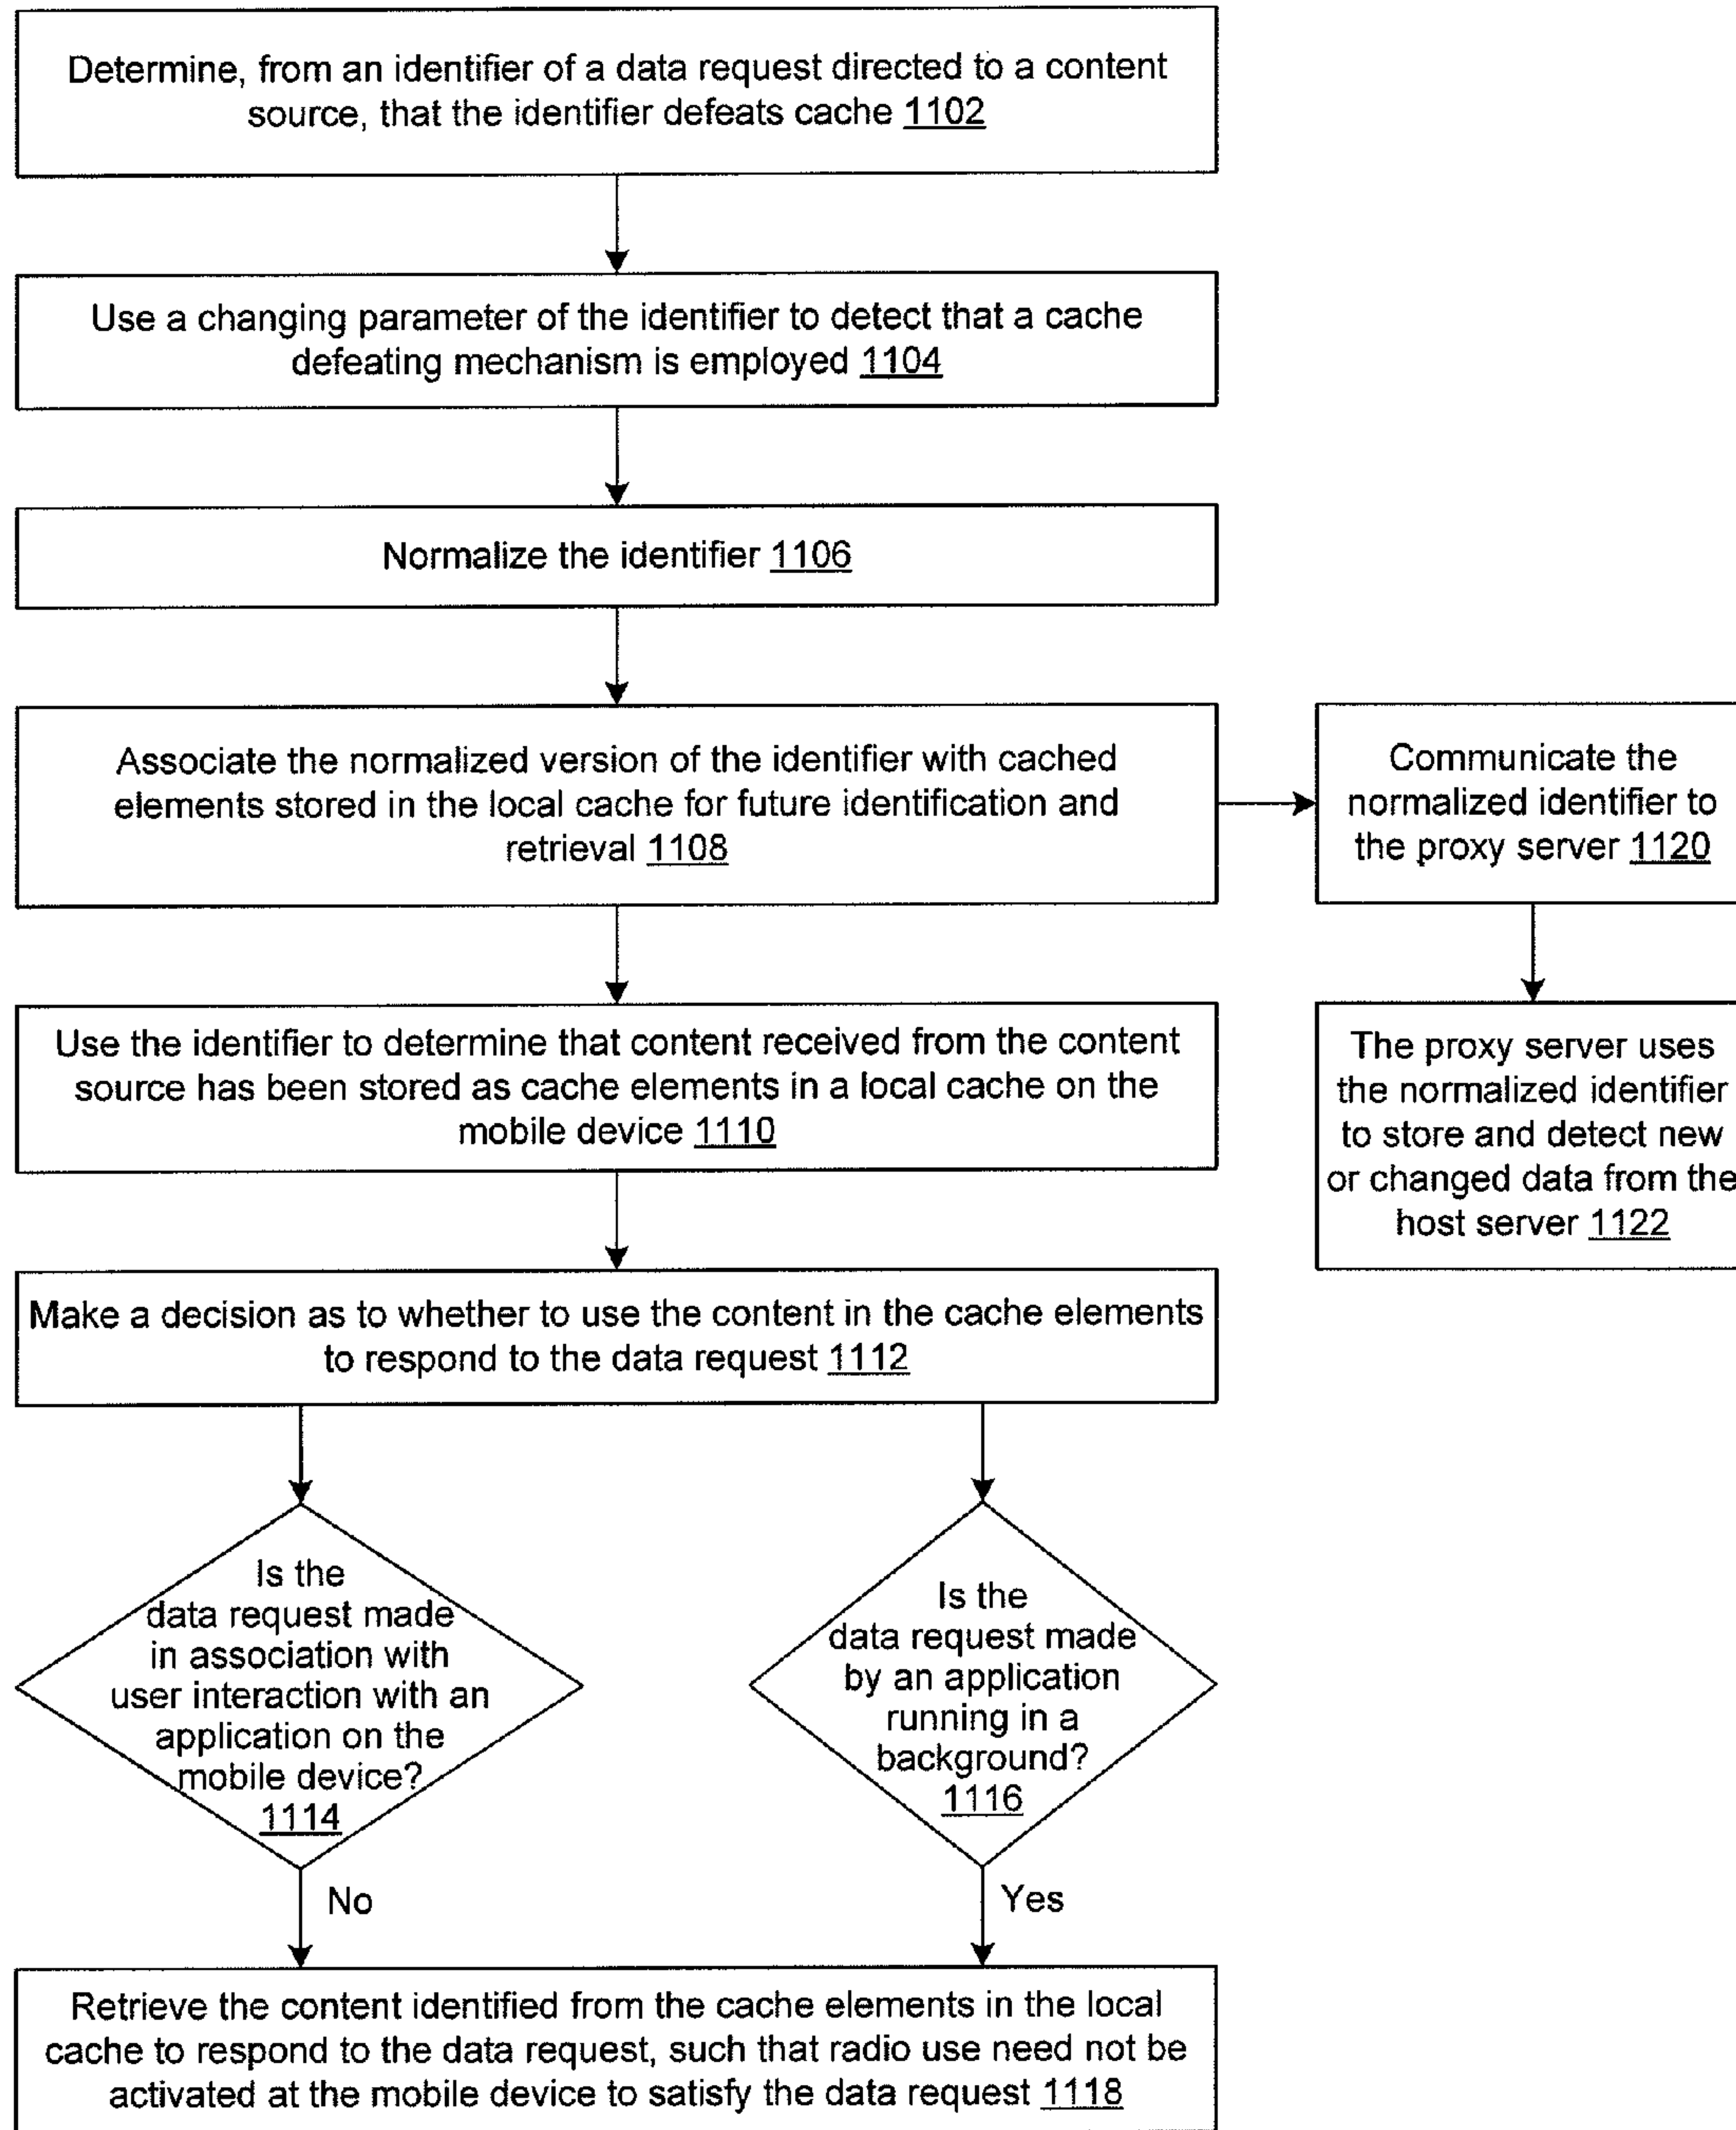 Determine, from an identifier of a data request directed to a content
source, that the identifier defeats cache 1102
Use a changing parameter of the identifier to detect that a cache
defeating mechanism is employed 1104
Normalize the identifier 1106
Associate the normalized version of the identifier with cached
elements stored in the local cache for future identification and
retrieval 1108
Communicate the
normalized identifier to
the proxy server 1120
Use the identifier to determine that content received from the content
source has been stored as cache elements in a local cache on the
mobile device 1110
The proxy server uses
the normalized identifier
to store and detect new
or changed data from the
host server 1122
Make a decision as to whether to use the content in the cache elements
to respond to the data request 1112
Is the
data request made
in association with
user interaction with an
application on the
mobile device?
1114
Is the
data request made
by an application
running in a
background?
1116
No
Yes
Retrieve the content identified from the cache elements in the local
cache to respond to the data request, such that radio use need not be
activated at the mobile device to satisfy the data request 1118